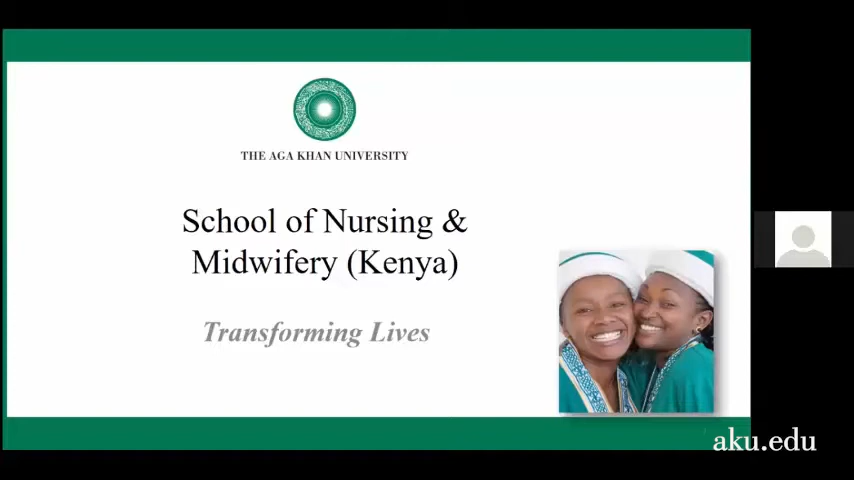 THE AGA KHAN UNIVERSITY
School of Nursing &
Midwifery (Kenya)
Transforming Lives
aku.edu